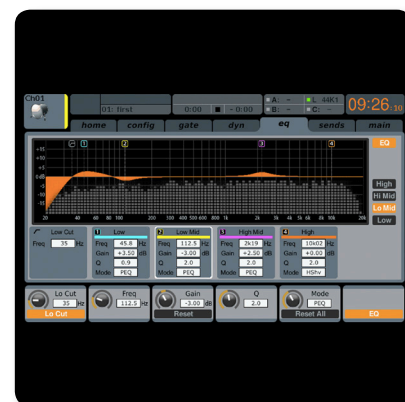 Ch01
A: - L: 44K1
01: first 0:00 - 0:00 B: - C: - 09:26:10
home config gate dyn eq sends main
EQ
+15
+10
0dB
-5
-10
-15
20 40 60 80 100 200 300 400 500 600 800 1k 2k 3k 4k 5k 6k 8k 10k 20k
1 2 3 4
High
Hi Mid
Lo Mid
Low
Low Cut
Freq 35 Hz
1 Low
Freq 45.8 Hz
Gain +3.50 dB
Q 0.9
Mode PEQ
2 Low Mid
Freq 112.5 Hz
Gain -3.00 dB
Q 2.0
Mode PEQ
3 High Mid
Freq 2k19 Hz
Gain +2.50 dB
Q 2.0
Mode PEQ
4 High
Freq 10k02 Hz
Gain +0.00 dB
Q 2.0
Mode HShv
Lo Cut
35 Hz
Lo Cut
Freq
112.5 Hz
Gain
-3.00 dB
Reset
Q
2.0
Mode
PEQ
Reset All
EQ